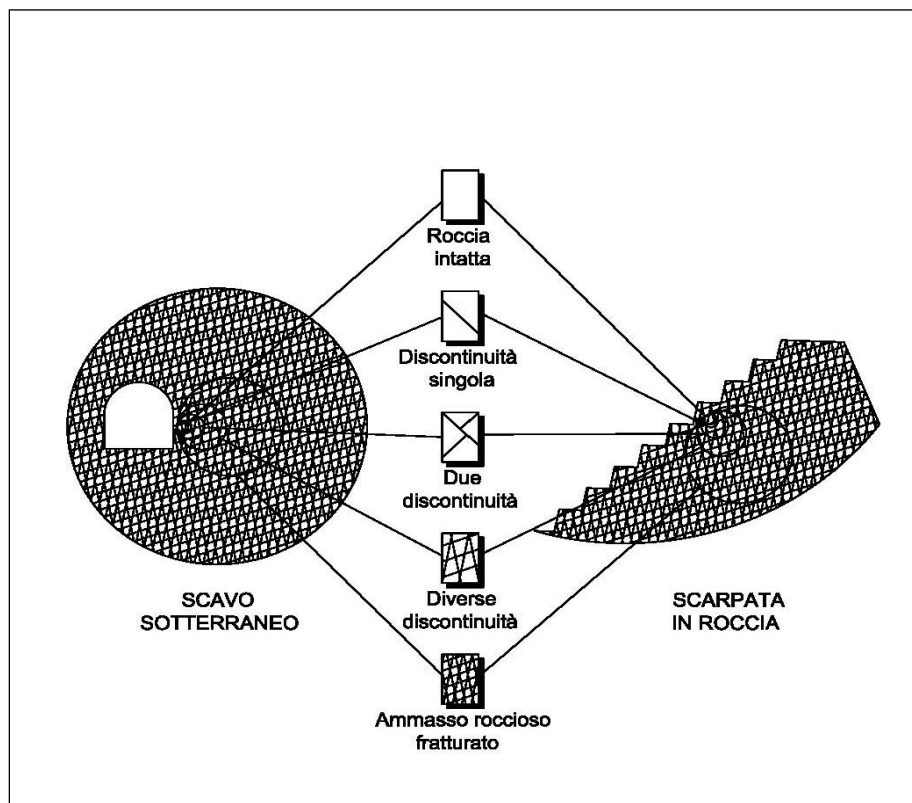 Roccia
intatta
Discontinuità
singola
Due
discontinuità
Diverse
discontinuità
Ammasso roccioso
fratturato
SCAVO
SOTTERRANEO
SCARPATA
IN ROCCIA